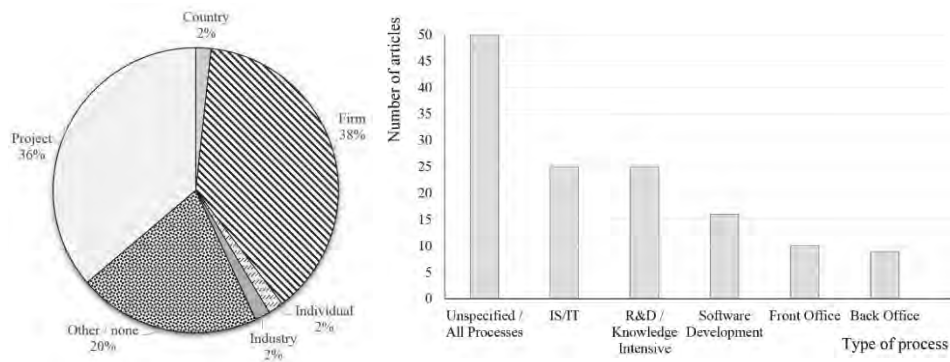 Country
2%
Firm
38%
Individual
2%
Industry
2%
Other / none
20%
Project
36%
Number of articles
50
45
40
35
30
25
20
15
10
5
0
Unspecified /
All Processes
IS/IT
R&D /
Knowledge
Intensive
Software
Development
Front Office
Back Office
Type of process